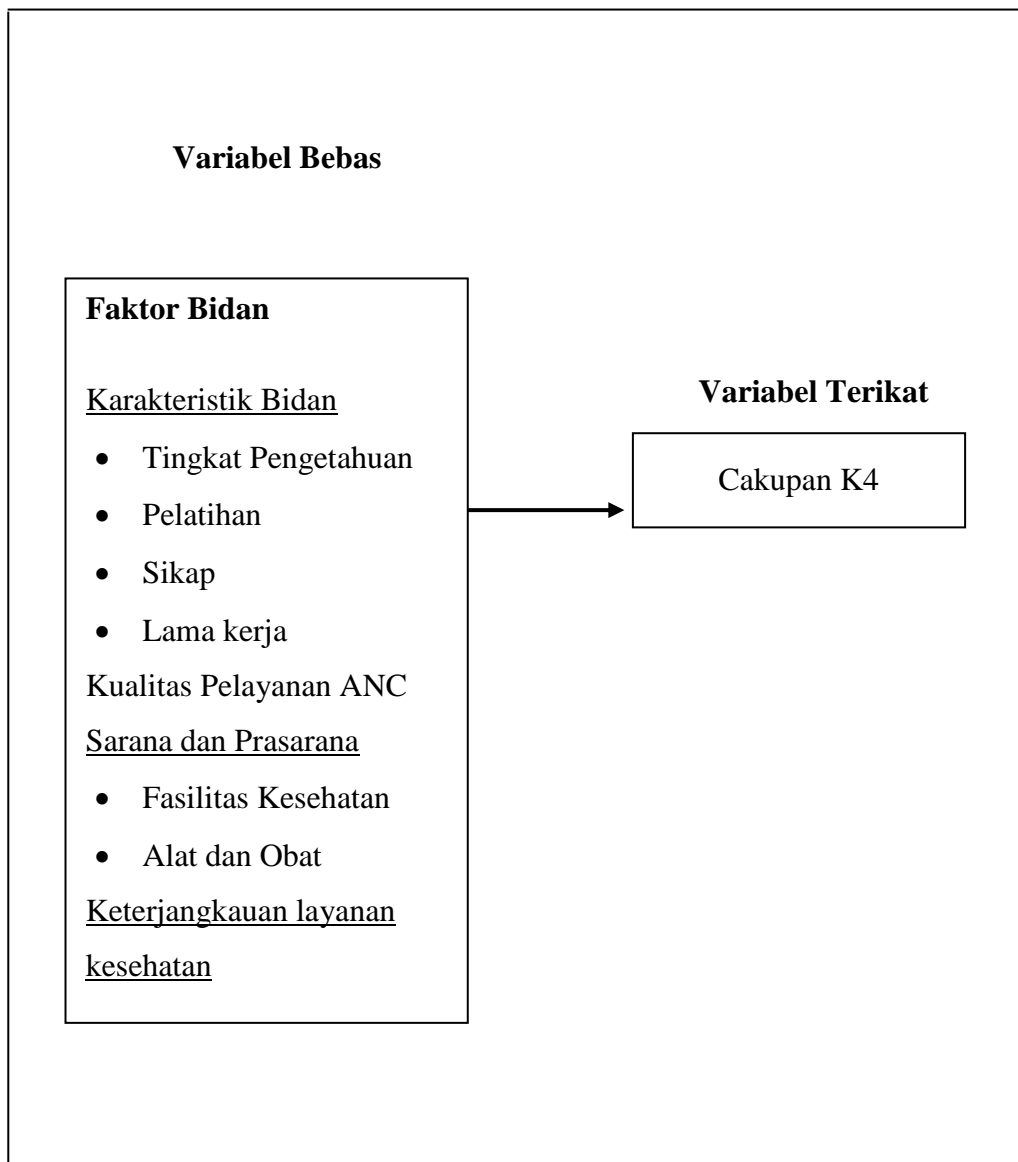 Variabel Bebas
Faktor Bidan
Karakteristik Bidan
• Tingkat Pengetahuan
• Pelatihan
• Sikap
• Lama kerja
Kualitas Pelayanan ANC
Sarana dan Prasarana
• Fasilitas Kesehatan
• Alat dan Obat
Keterjangkauan layanan
kesehatan
Variabel Terikat
Cakupan K4